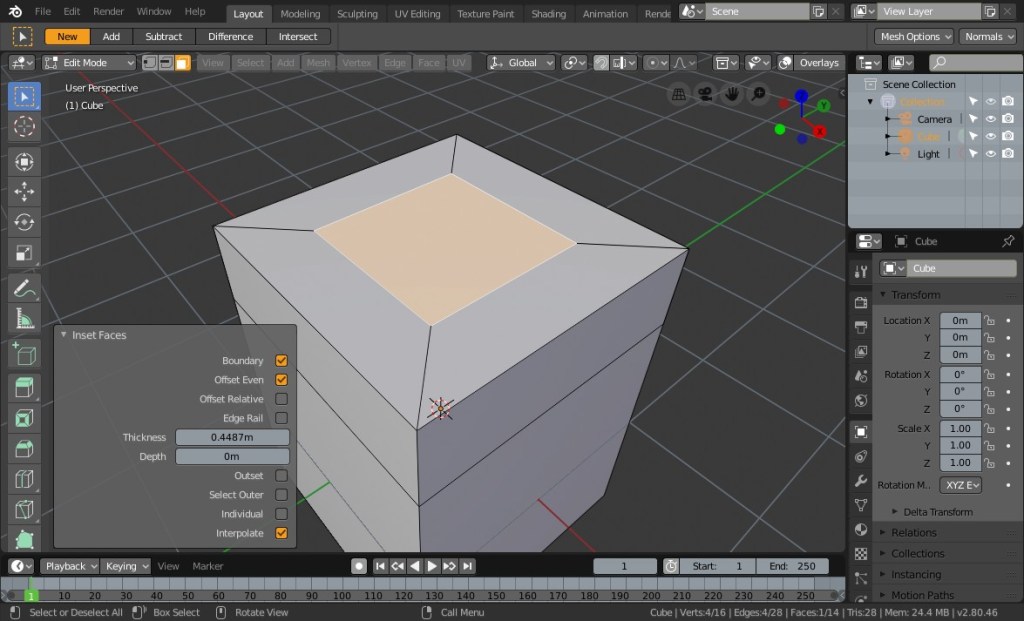 File Edit Render Window Help Layout Modeling Sculpting UV Editing Texture Paint Shading Animation Rende Scene View Layer
New Add Subtract Difference Intersect Mesh Options Normals
Edit Mode View Select Add Mesh Vertex Edge Face UV Global Overlays
User Perspective
(1) Cube
Y
X
Scene Collection
Collection
Camera
Cube
Light
Cube
Cube
Transform
Location X 0m
Y 0m
Z 0m
Rotation X 0°
Y 0°
Z 0°
Scale X 1.00
Y 1.00
Z 1.00
Rotation M.. XYZ E
Delta Transform
Relations
Collections
Instancing
Motion Paths
Inset Faces
Boundary
Offset Even
Offset Relative
Edge Rail
Thickness 0.4487m
Depth 0m
Outset
Select Outer
Individual
Interpolate
Playback Keying View Marker 1 Start: 1 End: 250
1 10 20 30 40 50 60 70 80 90 100 110 120 130 140 150 160 170 180 190 200 210 220 230 240 250
Select or Deselect All Box Select Rotate View Call Menu Cube | Verts:4/16 | Edges:4/28 | Faces:1/14 | Tris:28 | Mem: 24.4 MB | v2.80.46